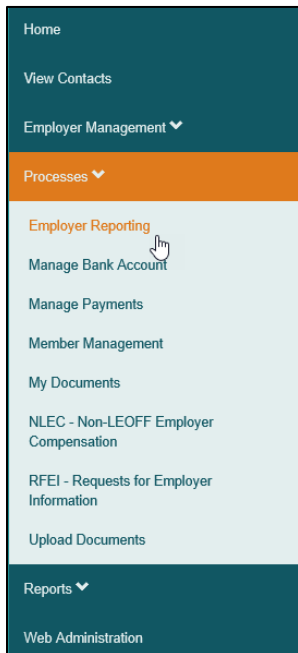 Home
View Contacts
Employer Management
Processes
Employer Reporting
Manage Bank Account
Manage Payments
Member Management
My Documents
NLEC - Non-LEOFF Employer
Compensation
RFEI - Requests for Employer
Information
Upload Documents
Reports
Web Administration